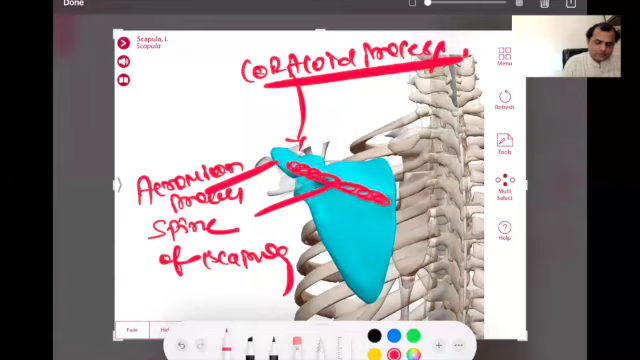 Done
Scapula, L
Scapula
Menu
Refresh
Tools
Multi
Select
Help
CORAcoid process
Acromion
process
Spine
of scapula
Fade